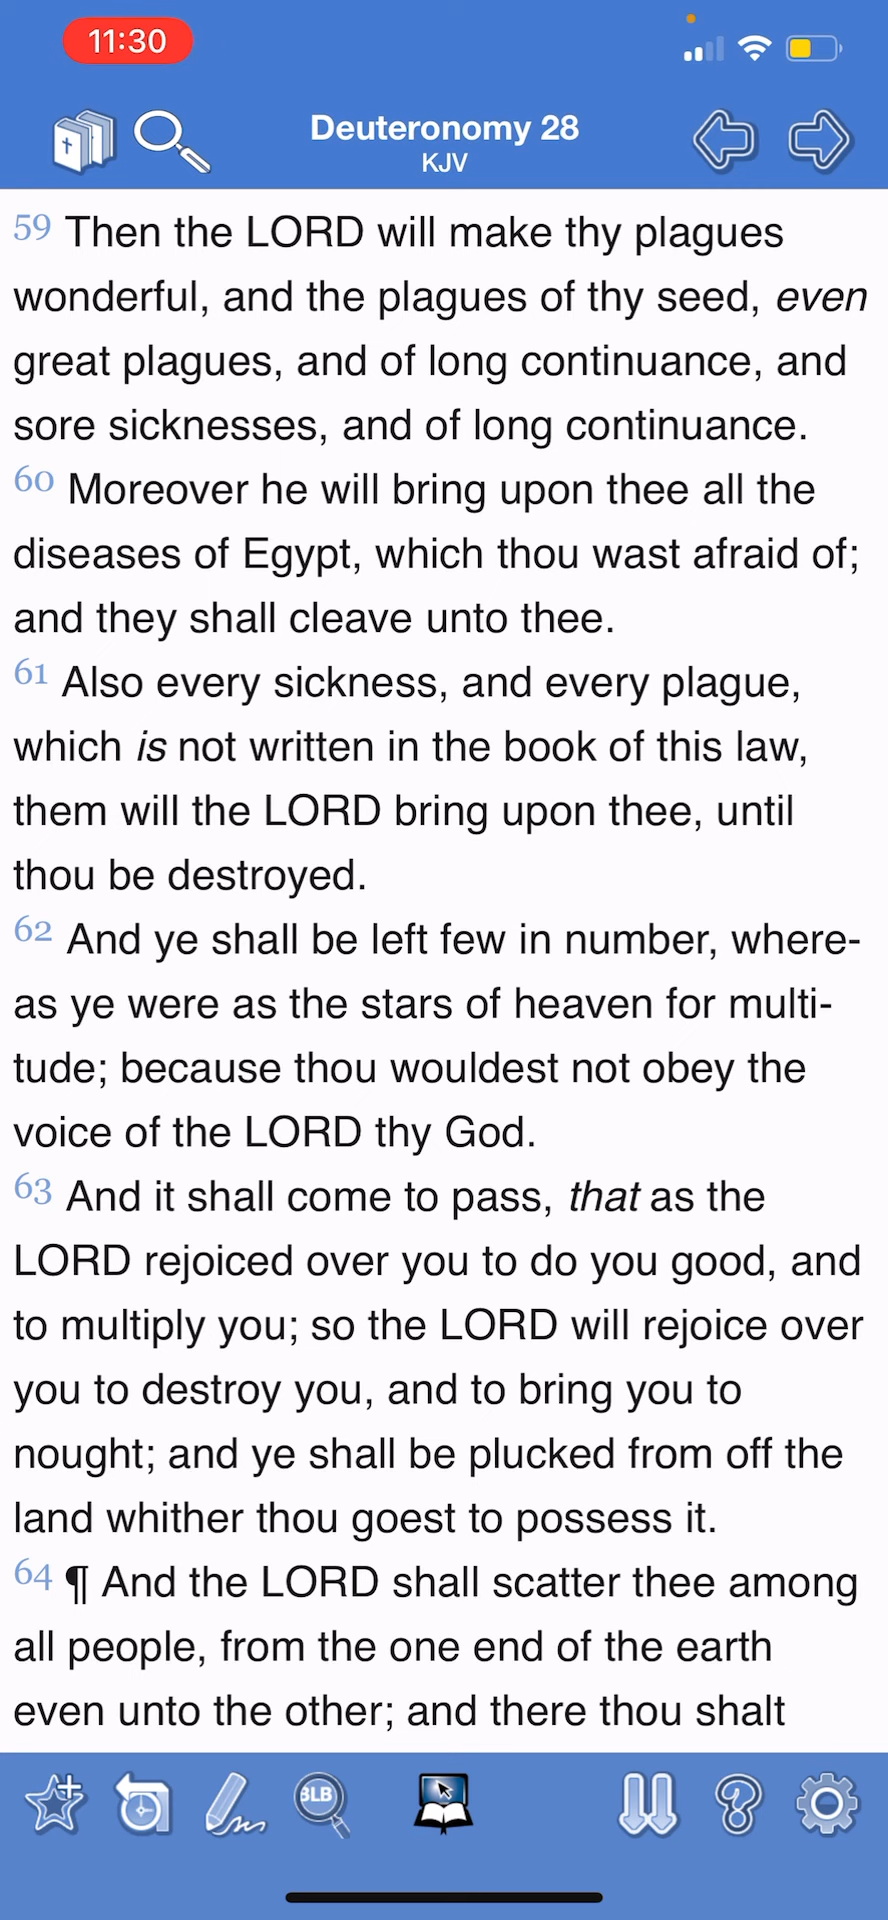 11:30
Deuteronomy 28
KJV
59 Then the LORD will make thy plagues
wonderful, and the plagues of thy seed, even
great plagues, and of long continuance, and
sore sicknesses, and of long continuance.
60 Moreover he will bring upon thee all the
diseases of Egypt, which thou wast afraid of;
and they shall cleave unto thee.
61 Also every sickness, and every plague,
which is not written in the book of this law,
them will the LORD bring upon thee, until
thou be destroyed.
62 And ye shall be left few in number, where-
as ye were as the stars of heaven for multi-
tude; because thou wouldest not obey the
voice of the LORD thy God.
63 And it shall come to pass, that as the
LORD rejoiced over you to do you good, and
to multiply you; so the LORD will rejoice over
you to destroy you, and to bring you to
nought; and ye shall be plucked from off the
land whither thou goest to possess it.
64 ¶ And the LORD shall scatter thee among
all people, from the one end of the earth
even unto the other; and there thou shalt
BLB